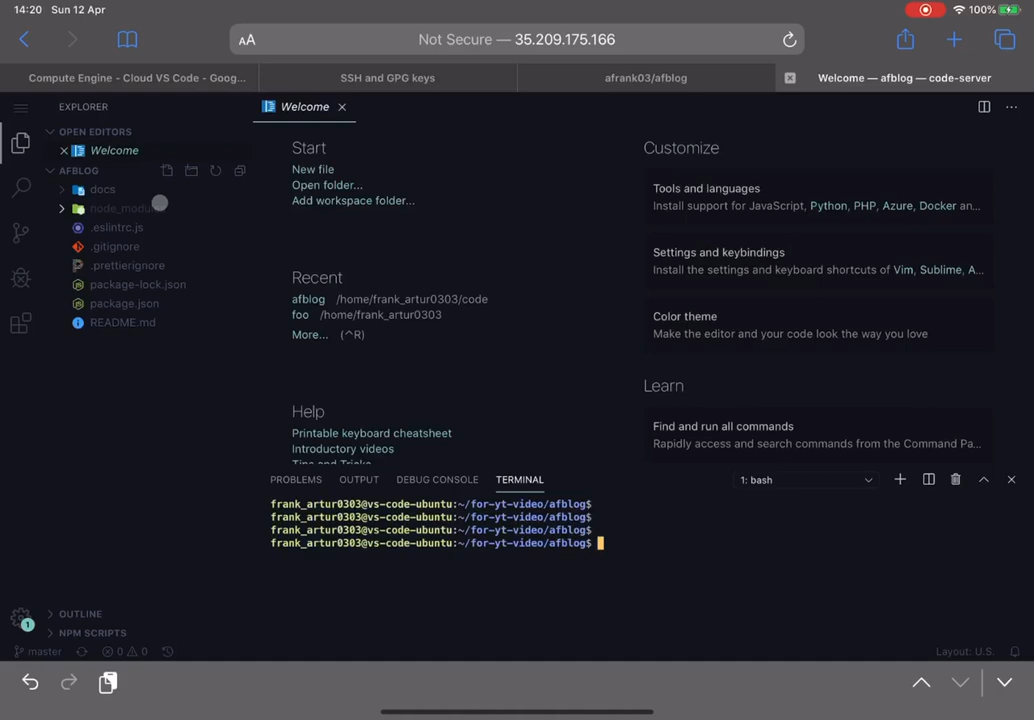 14:20 Sun 12 Apr
100%
AA Not Secure — 35.209.175.166
Compute Engine - Cloud VS Code - Goog...
SSH and GPG keys
afrank03/afblog
Welcome — afblog — code-server
EXPLORER
OPEN EDITORS
Welcome
AFBLOG
docs
.eslintrc.js
.gitignore
.prettierignore
package-lock.json
package.json
README.md
OUTLINE
NPM SCRIPTS
1
Welcome
Start
New file
Open folder...
Add workspace folder...
Recent
afblog /home/frank_artur0303/code
foo /home/frank_artur0303
More... (^R)
Help
Printable keyboard cheatsheet
Introductory videos
Tips and Tricks
Customize
Tools and languages
Install support for JavaScript, Python, PHP, Azure, Docker an...
Settings and keybindings
Install the settings and keyboard shortcuts of Vim, Sublime, A...
Color theme
Make the editor and your code look the way you love
Learn
Find and run all commands
Rapidly access and search commands from the Command Pa...
PROBLEMS OUTPUT DEBUG CONSOLE TERMINAL
1: bash
frank_artur0303@vs-code-ubuntu:~/for-yt-video/afblog$
frank_artur0303@vs-code-ubuntu:~/for-yt-video/afblog$
frank_artur0303@vs-code-ubuntu:~/for-yt-video/afblog$
frank_artur0303@vs-code-ubuntu:~/for-yt-video/afblog$
master 0 0
Layout: U.S.